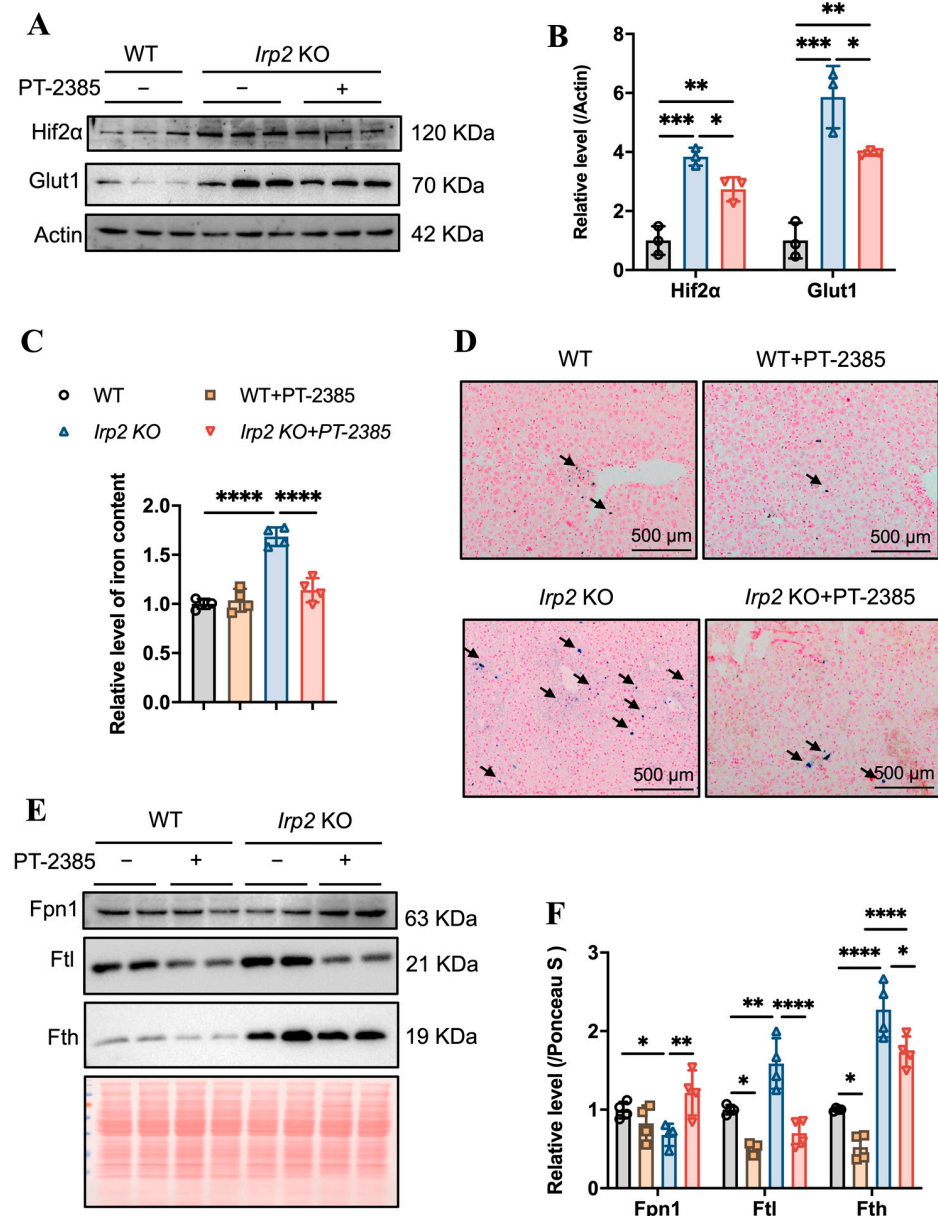 A
WT
Irp2 KO
PT-2385
–
–
+
Hif2α
120 KDa
Glut1
70 KDa
Actin
42 KDa
B
Relative level (/Actin)
8
6
4
2
0
***
**
*
***
**
*
Hif2α
Glut1
C
WT
WT+PT-2385
Irp2 KO
Irp2 KO+PT-2385
Relative level of iron content
2.0
1.5
1.0
0.5
0.0
****
****
D
WT
WT+PT-2385
500 μm
500 μm
Irp2 KO
Irp2 KO+PT-2385
500 μm
500 μm
E
WT
Irp2 KO
PT-2385
–
+
–
+
Fpn1
63 KDa
Ftl
21 KDa
Fth
19 KDa
F
Relative level (/Ponceau S )
3
2
1
0
*
**
**
*
****
****
****
*
*
Fpn1
Ftl
Fth